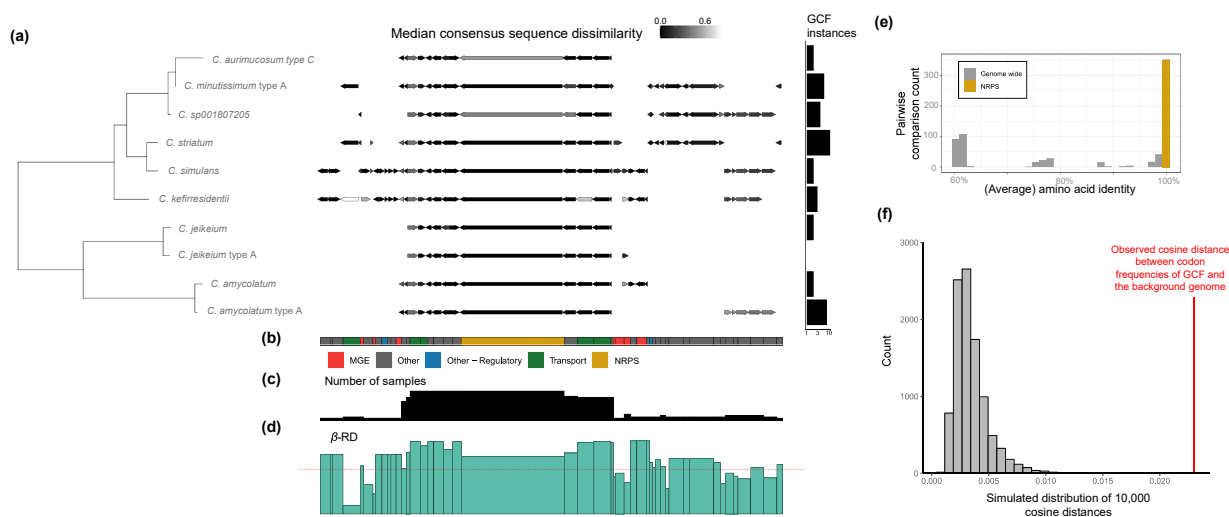 (a)
Median consensus sequence dissimilarity
0.0
0.6
GCF
instances
C. aurimucosum type C
C. minutissimum type A
C. sp001807205
C. striatum
C. simulans
C. kefirresidentii
C. jeikeium
C. jeikeium type A
C. amycolatum
C. amycolatum type A
1 3 10
(b)
MGE
Other
Other − Regulatory
Transport
NRPS
(c)
Number of samples
(d)
β-RD
(e)
Pairwise
comparison count
300
200
100
0
Genome wide
NRPS
60%
80%
100%
(Average) amino acid identity
(f)
Count
3000
2000
1000
0
Observed cosine distance
between codon
frequencies of GCF and
the background genome
0.000
0.005
0.010
0.015
0.020
Simulated distribution of 10,000
cosine distances